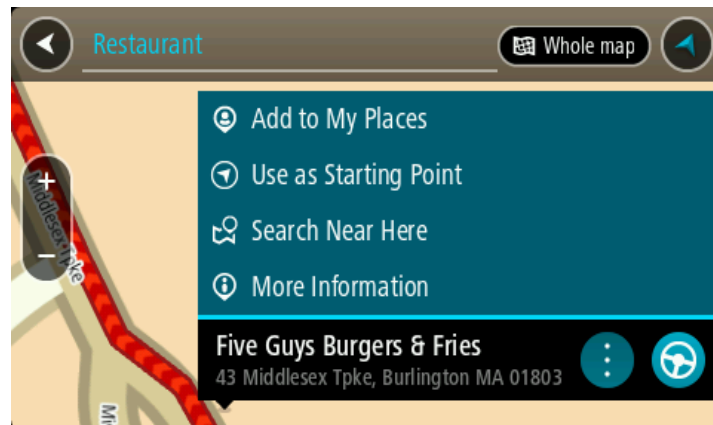 Restaurant
Whole map
Add to My Places
Use as Starting Point
Search Near Here
More Information
Five Guys Burgers & Fries
43 Middlesex Tpke, Burlington MA 01803
+
−
Middlesex Tpke
Mi